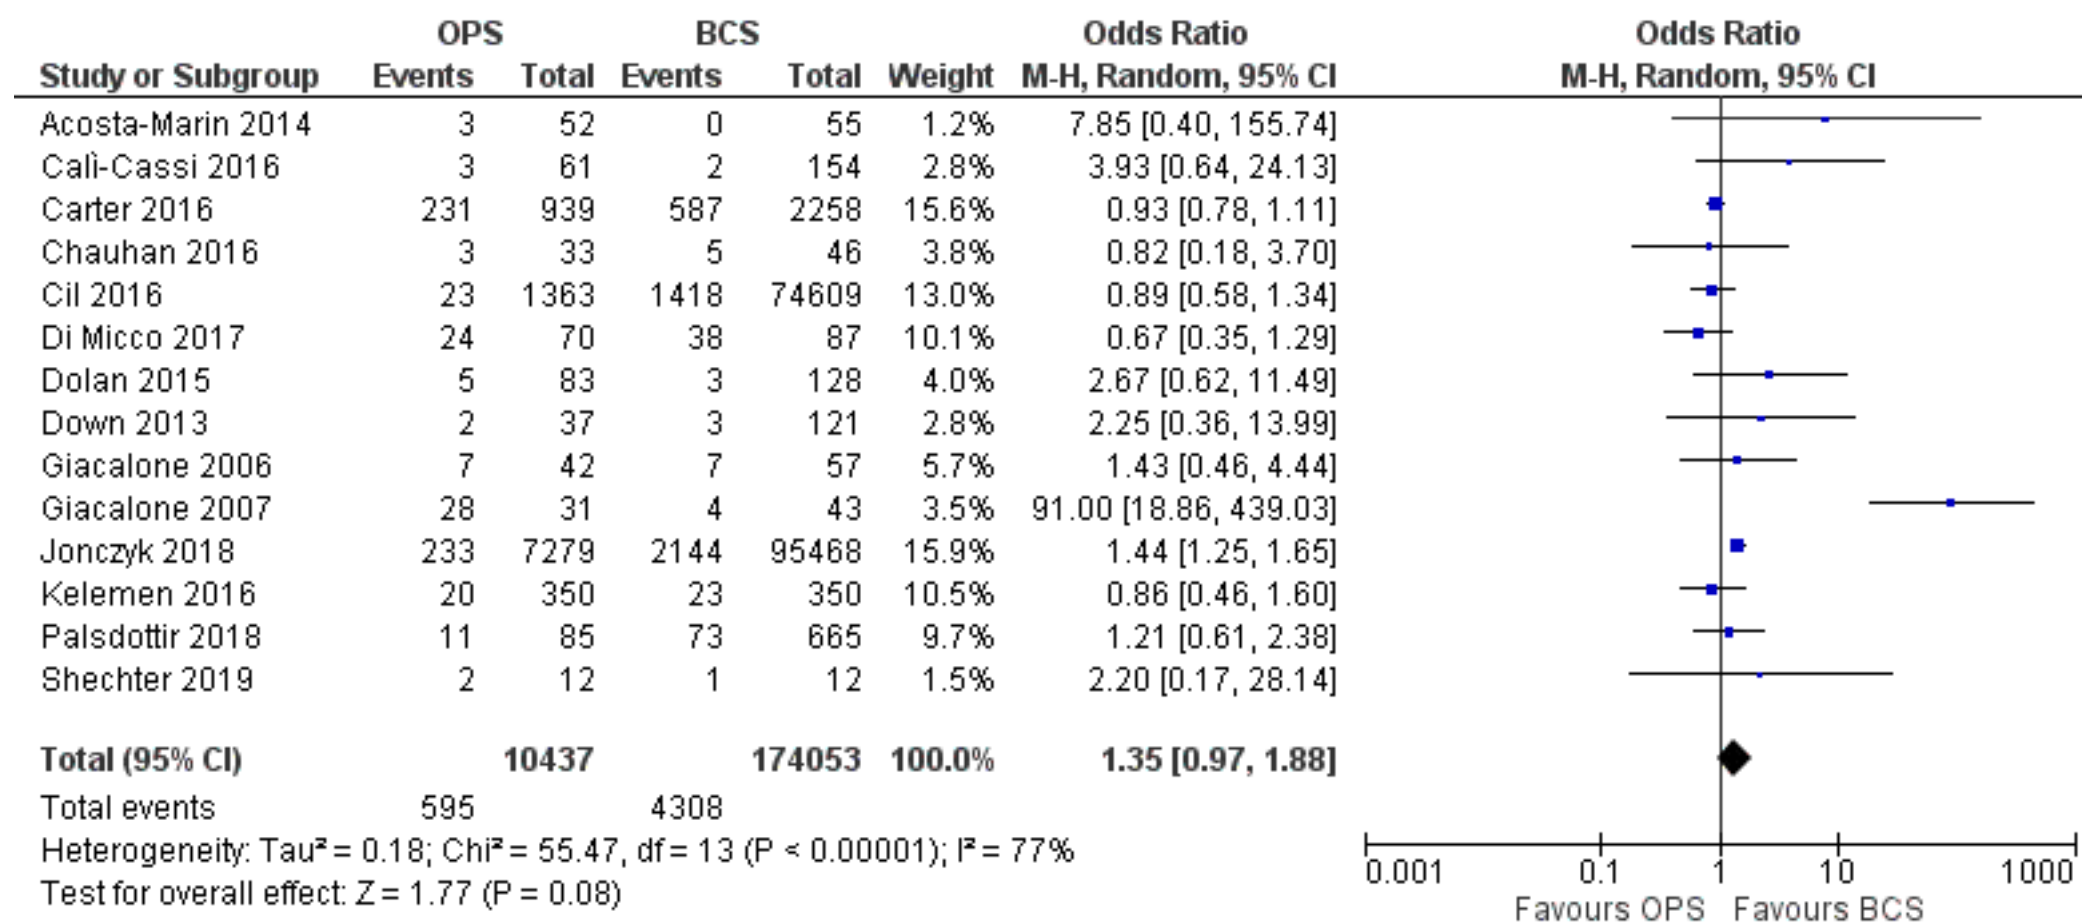 OPS BCS Odds Ratio Odds Ratio
Study or Subgroup Events Total Events Total Weight M-H, Random, 95% CI M-H, Random, 95% CI
Acosta-Marin 2014 3 52 0 55 1.2% 7.85 [0.40, 155.74]
Calì-Cassi 2016 3 61 2 154 2.8% 3.93 [0.64, 24.13]
Carter 2016 231 939 587 2258 15.6% 0.93 [0.78, 1.11]
Chauhan 2016 3 33 5 46 3.8% 0.82 [0.18, 3.70]
Cil 2016 23 1363 1418 74609 13.0% 0.89 [0.58, 1.34]
Di Micco 2017 24 70 38 87 10.1% 0.67 [0.35, 1.29]
Dolan 2015 5 83 3 128 4.0% 2.67 [0.62, 11.49]
Down 2013 2 37 3 121 2.8% 2.25 [0.36, 13.99]
Giacalone 2006 7 42 7 57 5.7% 1.43 [0.46, 4.44]
Giacalone 2007 28 31 4 43 3.5% 91.00 [18.86, 439.03]
Jonczyk 2018 233 7279 2144 95468 15.9% 1.44 [1.25, 1.65]
Kelemen 2016 20 350 23 350 10.5% 0.86 [0.46, 1.60]
Palsdottir 2018 11 85 73 665 9.7% 1.21 [0.61, 2.38]
Shechter 2019 2 12 1 12 1.5% 2.20 [0.17, 28.14]
Total (95% CI) 10437 174053 100.0% 1.35 [0.97, 1.88]
Total events 595 4308
Heterogeneity: Tau² = 0.18; Chi² = 55.47, df = 13 (P < 0.00001); I² = 77%
Test for overall effect: Z = 1.77 (P = 0.08)
0.001 0.1 1 10 1000
Favours OPS Favours BCS